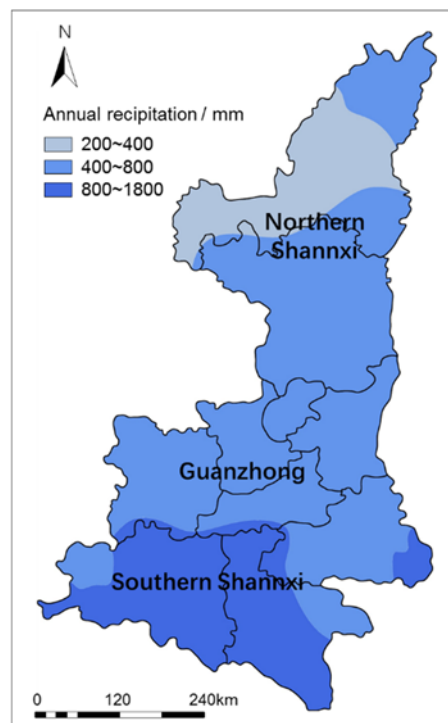 N
Annual recipitation / mm
200~400
400~800
800~1800
Northern
Shannxi
Guanzhong
Southern Shannxi
0 120 240km